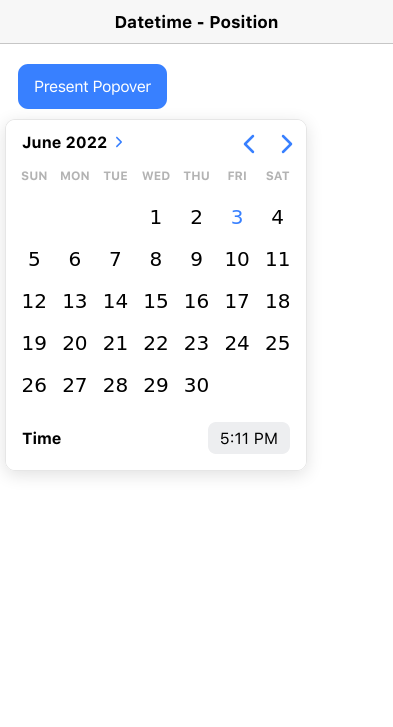 Datetime - Position
Present Popover
June 2022
SUN MON TUE WED THU FRI SAT
1 2 3 4
5 6 7 8 9 10 11
12 13 14 15 16 17 18
19 20 21 22 23 24 25
26 27 28 29 30
Time 5:11 PM